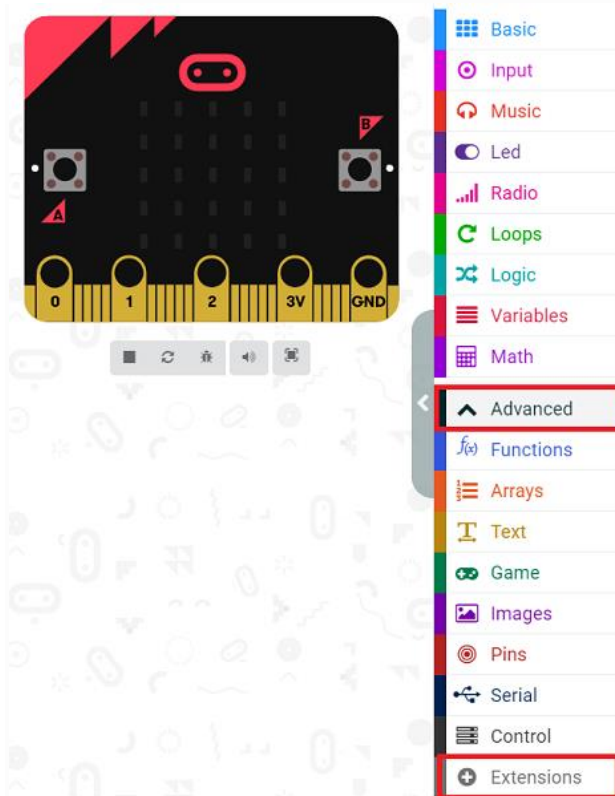 B
A
0 1 2 3V GND
Basic
Input
Music
Led
Radio
Loops
Logic
Variables
Math
Advanced
f(x) Functions
Arrays
Text
Game
Images
Pins
Serial
Control
Extensions